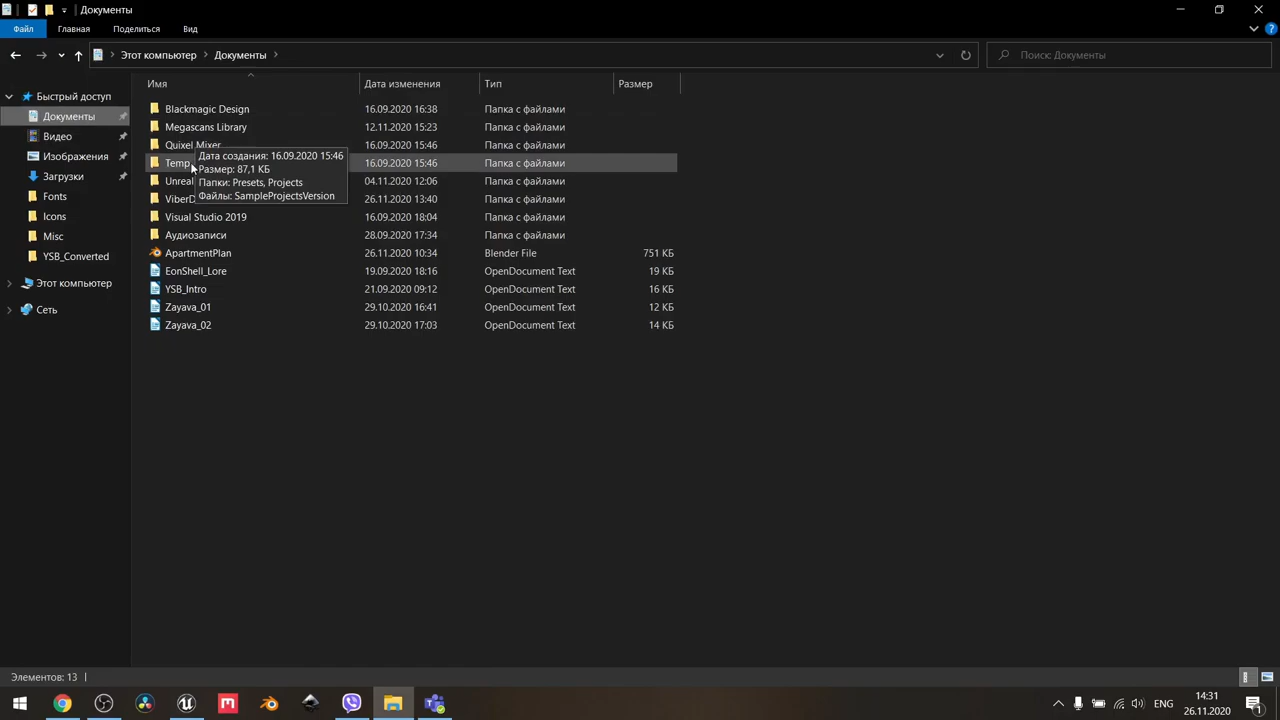 Документы
Файл
Главная
Поделиться
Вид
Этот компьютер
Документы
Поиск: Документы
Имя
Дата изменения
Тип
Размер
Быстрый доступ
Документы
Видео
Изображения
Загрузки
Fonts
Icons
Misc
YSB_Converted
Этот компьютер
Сеть
Blackmagic Design 16.09.2020 16:38 Папка с файлами
Megascans Library 12.11.2020 15:23 Папка с файлами
Quixel Mixer 16.09.2020 15:46 Папка с файлами
Temp 16.09.2020 15:46 Папка с файлами
Unreal 04.11.2020 12:06 Папка с файлами
ViberD 26.11.2020 13:40 Папка с файлами
Visual Studio 2019 16.09.2020 18:04 Папка с файлами
Аудиозаписи 28.09.2020 17:34 Папка с файлами
ApartmentPlan 26.11.2020 10:34 Blender File 751 КБ
EonShell_Lore 19.09.2020 18:16 OpenDocument Text 19 КБ
YSB_Intro 21.09.2020 09:12 OpenDocument Text 16 КБ
Zayava_01 29.10.2020 16:41 OpenDocument Text 12 КБ
Zayava_02 29.10.2020 17:03 OpenDocument Text 14 КБ
Дата создания: 16.09.2020 15:46
Размер: 87,1 КБ
Папки: Presets, Projects
Файлы: SampleProjectsVersion
Элементов: 13
ENG
14:31
26.11.2020
1